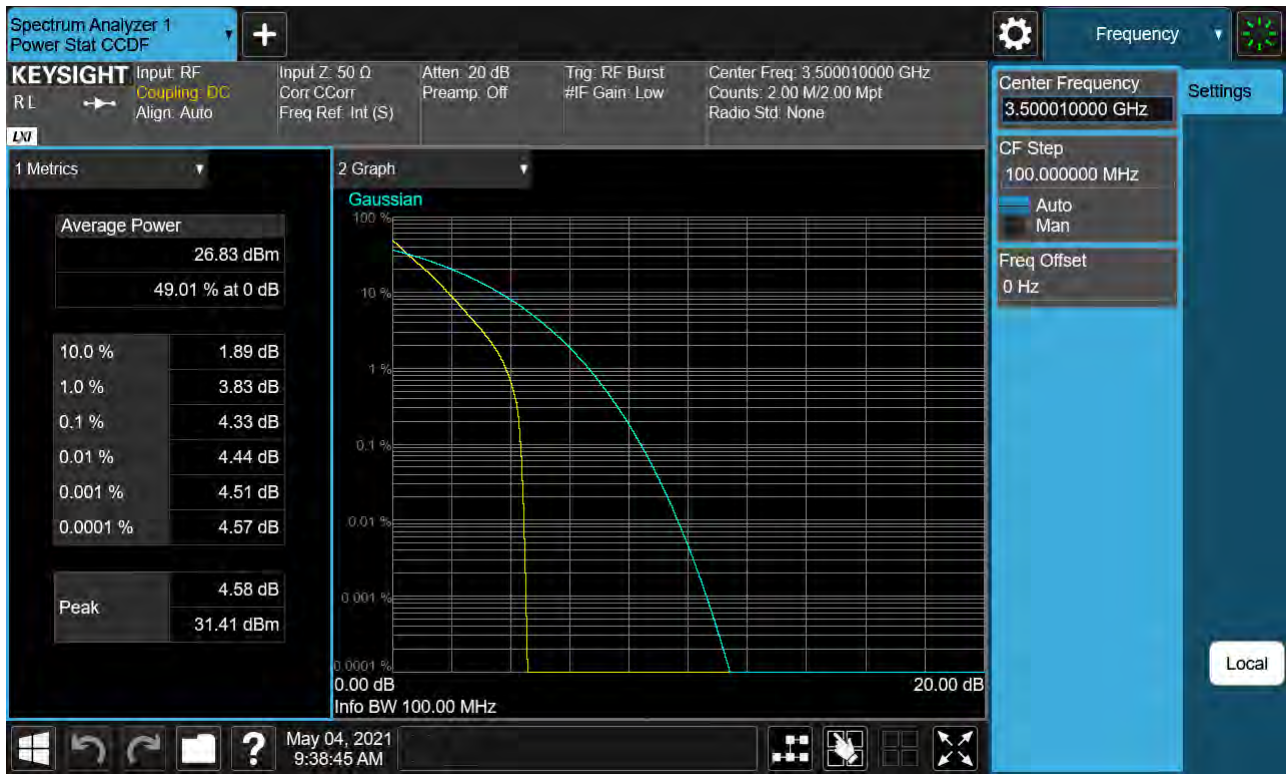 Spectrum Analyzer 1
Power Stat CCDF
+
Frequency
KEYSIGHT
RL
LXI
Input: RF
Coupling: DC
Align: Auto
Input Z: 50 Ω
Corr CCorr
Freq Ref: Int (S)
Atten: 20 dB
Preamp: Off
Trig: RF Burst
#IF Gain: Low
Center Freq: 3.500010000 GHz
Counts: 2.00 M/2.00 Mpt
Radio Std: None
1 Metrics
Average Power
26.83 dBm
49.01 % at 0 dB
10.0 % 1.89 dB
1.0 % 3.83 dB
0.1 % 4.33 dB
0.01 % 4.44 dB
0.001 % 4.51 dB
0.0001 % 4.57 dB
Peak
4.58 dB
31.41 dBm
2 Graph
Gaussian
100 %
10 %
1 %
0.1 %
0.01 %
0.001 %
0.0001 %
0.00 dB 20.00 dB
Info BW 100.00 MHz
Center Frequency
3.500010000 GHz
CF Step
100.000000 MHz
Auto
Man
Freq Offset
0 Hz
Settings
Local
?
May 04, 2021
9:38:45 AM